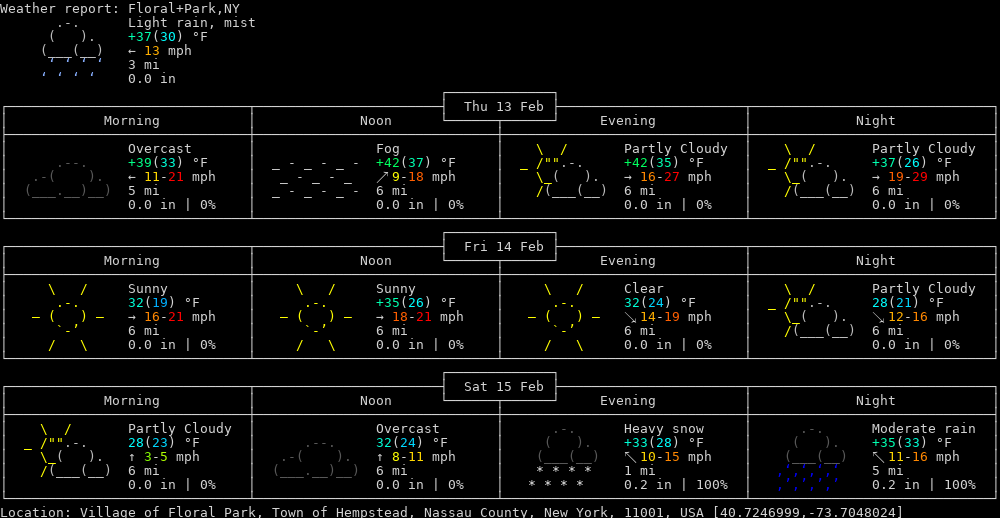 Weather report: Floral+Park,NY
Light rain, mist
+37(30) °F
← 13 mph
3 mi
0.0 in
Thu 13 Feb
Morning Noon Evening Night
Overcast Fog Partly Cloudy Partly Cloudy
+39(33) °F +42(37) °F +42(35) °F +37(26) °F
← 11-21 mph ↗ 9-18 mph → 16-27 mph → 19-29 mph
5 mi 6 mi 6 mi 6 mi
0.0 in | 0% 0.0 in | 0% 0.0 in | 0% 0.0 in | 0%
Fri 14 Feb
Morning Noon Evening Night
Sunny Sunny Clear Partly Cloudy
32(19) °F +35(26) °F 32(24) °F 28(21) °F
→ 16-21 mph → 18-21 mph ↘ 14-19 mph ↘ 12-16 mph
6 mi 6 mi 6 mi 6 mi
0.0 in | 0% 0.0 in | 0% 0.0 in | 0% 0.0 in | 0%
Sat 15 Feb
Morning Noon Evening Night
Partly Cloudy Overcast Heavy snow Moderate rain
28(23) °F 32(24) °F +33(28) °F +35(33) °F
↑ 3-5 mph ↑ 8-11 mph ↖ 10-15 mph ↖ 11-16 mph
6 mi 6 mi 1 mi 5 mi
0.0 in | 0% 0.0 in | 0% 0.2 in | 100% 0.2 in | 100%
Location: Village of Floral Park, Town of Hempstead, Nassau County, New York, 11001, USA [40.7246999,-73.7048024]